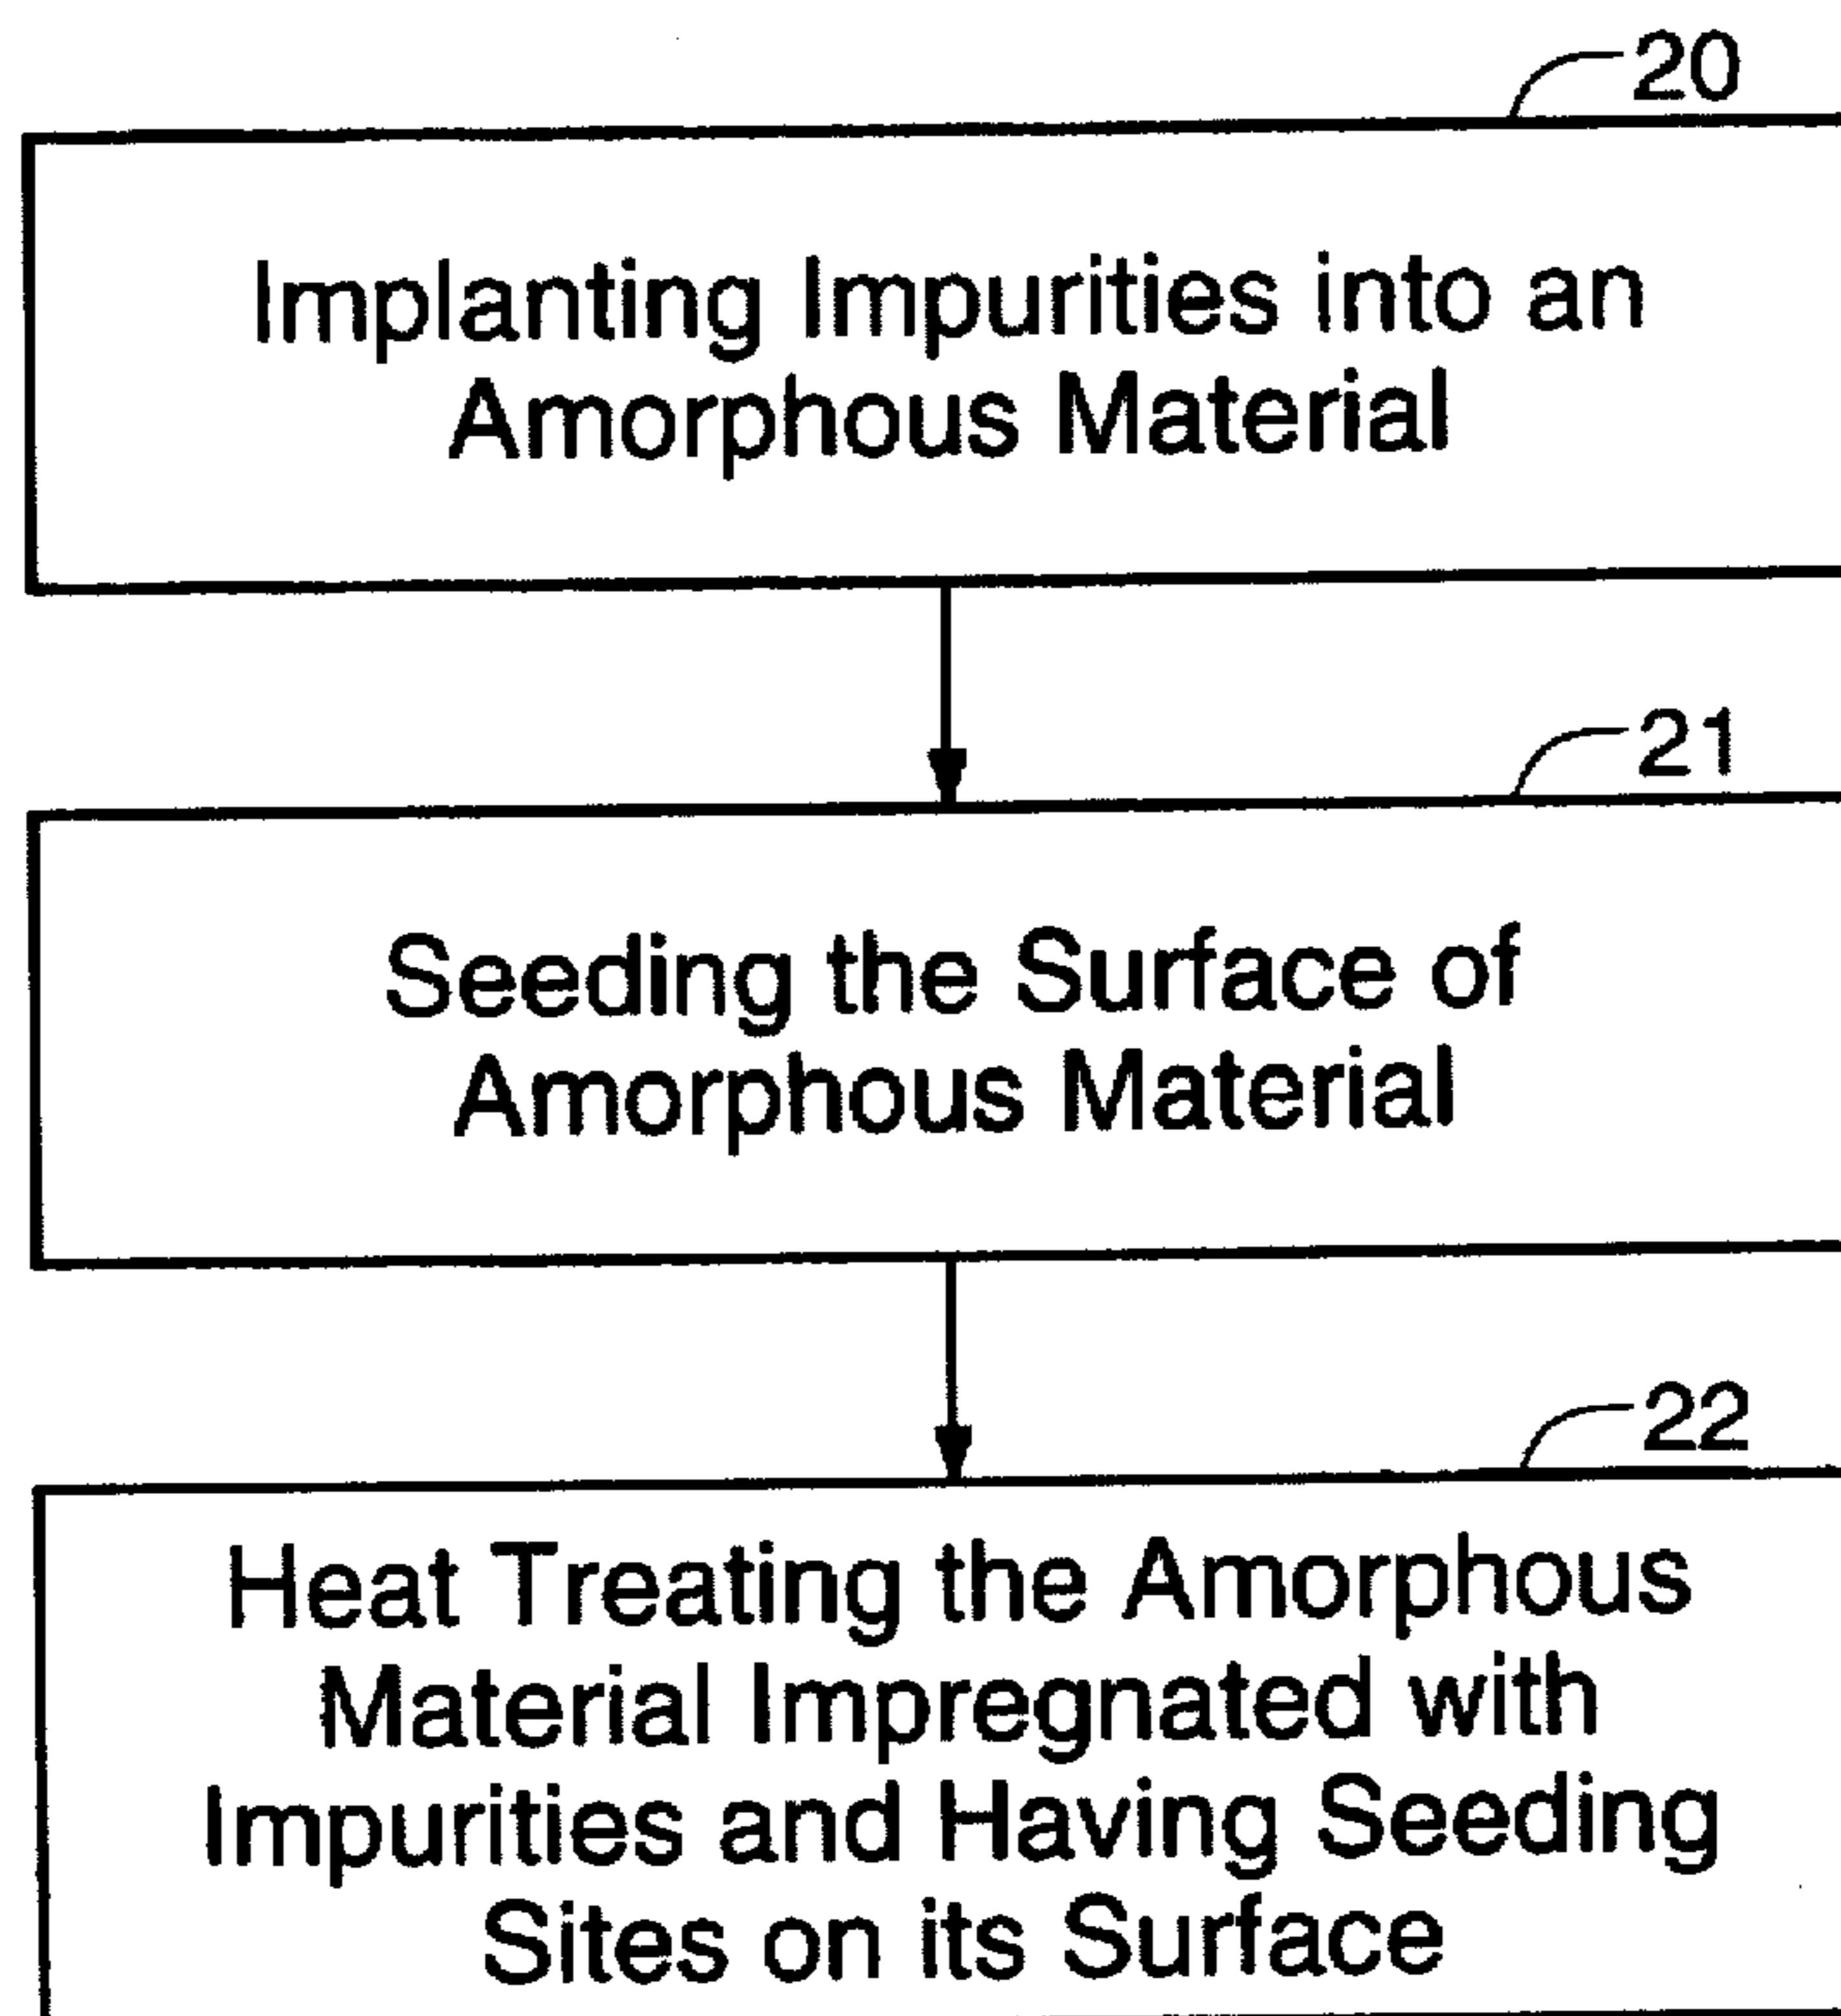 20
Implanting Impurities into an
Amorphous Material
21
Seeding the Surface of
Amorphous Material
22
Heat Treating the Amorphous
Material Impregnated with
Impurities and Having Seeding
Sites on its Surface